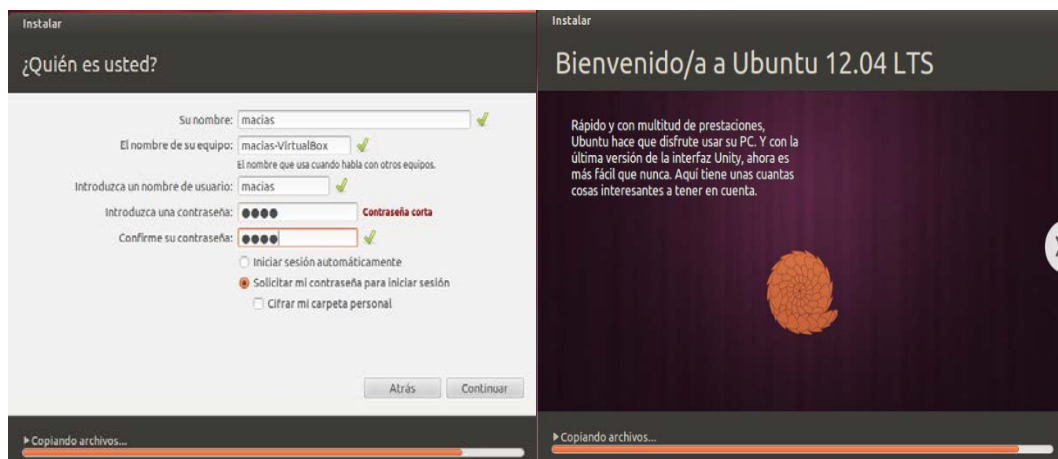 Instalar
¿Quién es usted?
Su nombre: macias
El nombre de su equipo: macias-VirtualBox
El nombre que usa cuando habla con otros equipos.
Introduzca un nombre de usuario: macias
Introduzca una contraseña: ●●●● Contraseña corta
Confirme su contraseña: ●●●●
Iniciar sesión automáticamente
Solicitar mi contraseña para iniciar sesión
Cifrar mi carpeta personal
Atrás Continuar
Copiando archivos...
Instalar
Bienvenido/a a Ubuntu 12.04 LTS
Rápido y con multitud de prestaciones,
Ubuntu hace que disfrute usar su PC. Y con la
última versión de la interfaz Unity, ahora es
más fácil que nunca. Aquí tiene unas cuantas
cosas interesantes a tener en cuenta.
Copiando archivos...